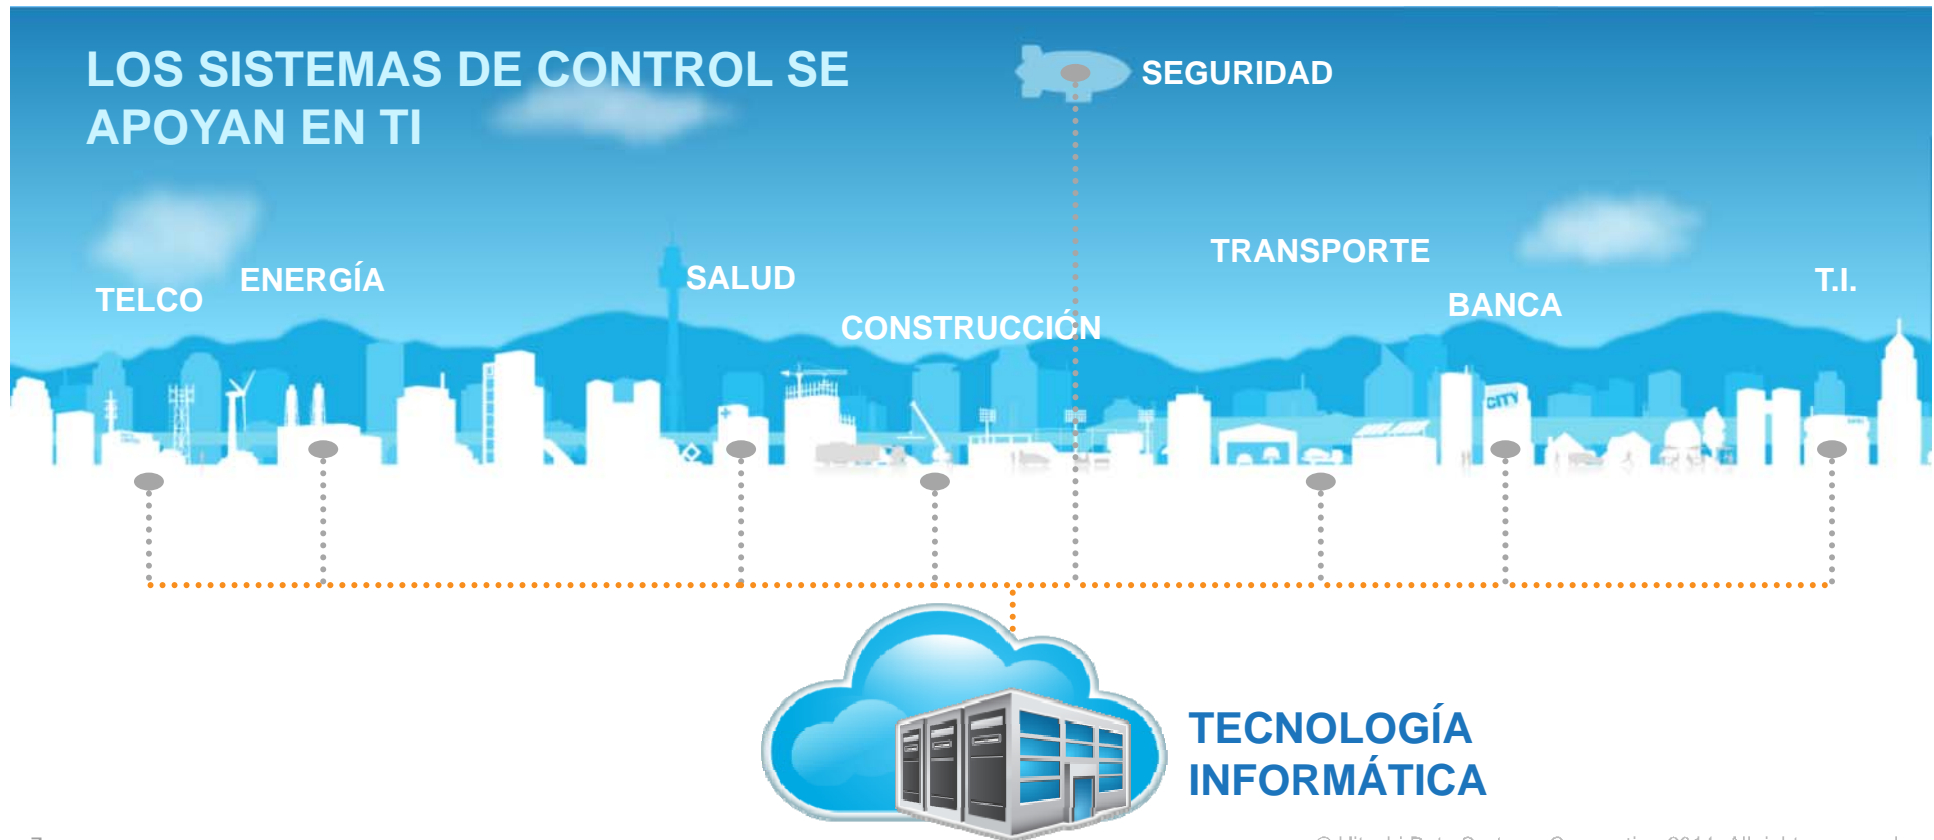 LOS SISTEMAS DE CONTROL SE
APOYAN EN TI
SEGURIDAD
TRANSPORTE
ENERGÍA
SALUD
T.I.
TELCO
BANCA
CONSTRUCCIÓN
CITY
TECNOLOGÍA
INFORMÁTICA